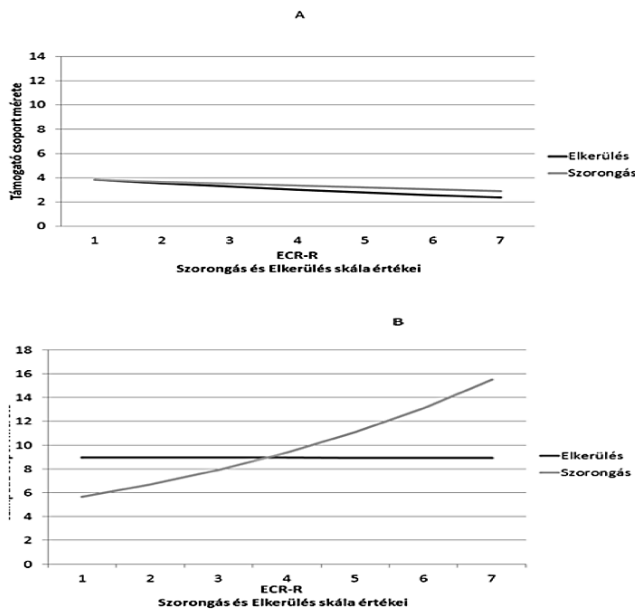 A
14
12
10
8
6
4
2
0
Támogató csoport mérete
Elkerülés
Szorongás
1 2 3 4 5 6 7
ECR-R
Szorongás és Elkerülés skála értékei
B
18
16
14
12
10
8
6
4
2
0
Elkerülés
Szorongás
1 2 3 4 5 6 7
ECR-R
Szorongás és Elkerülés skála értékei